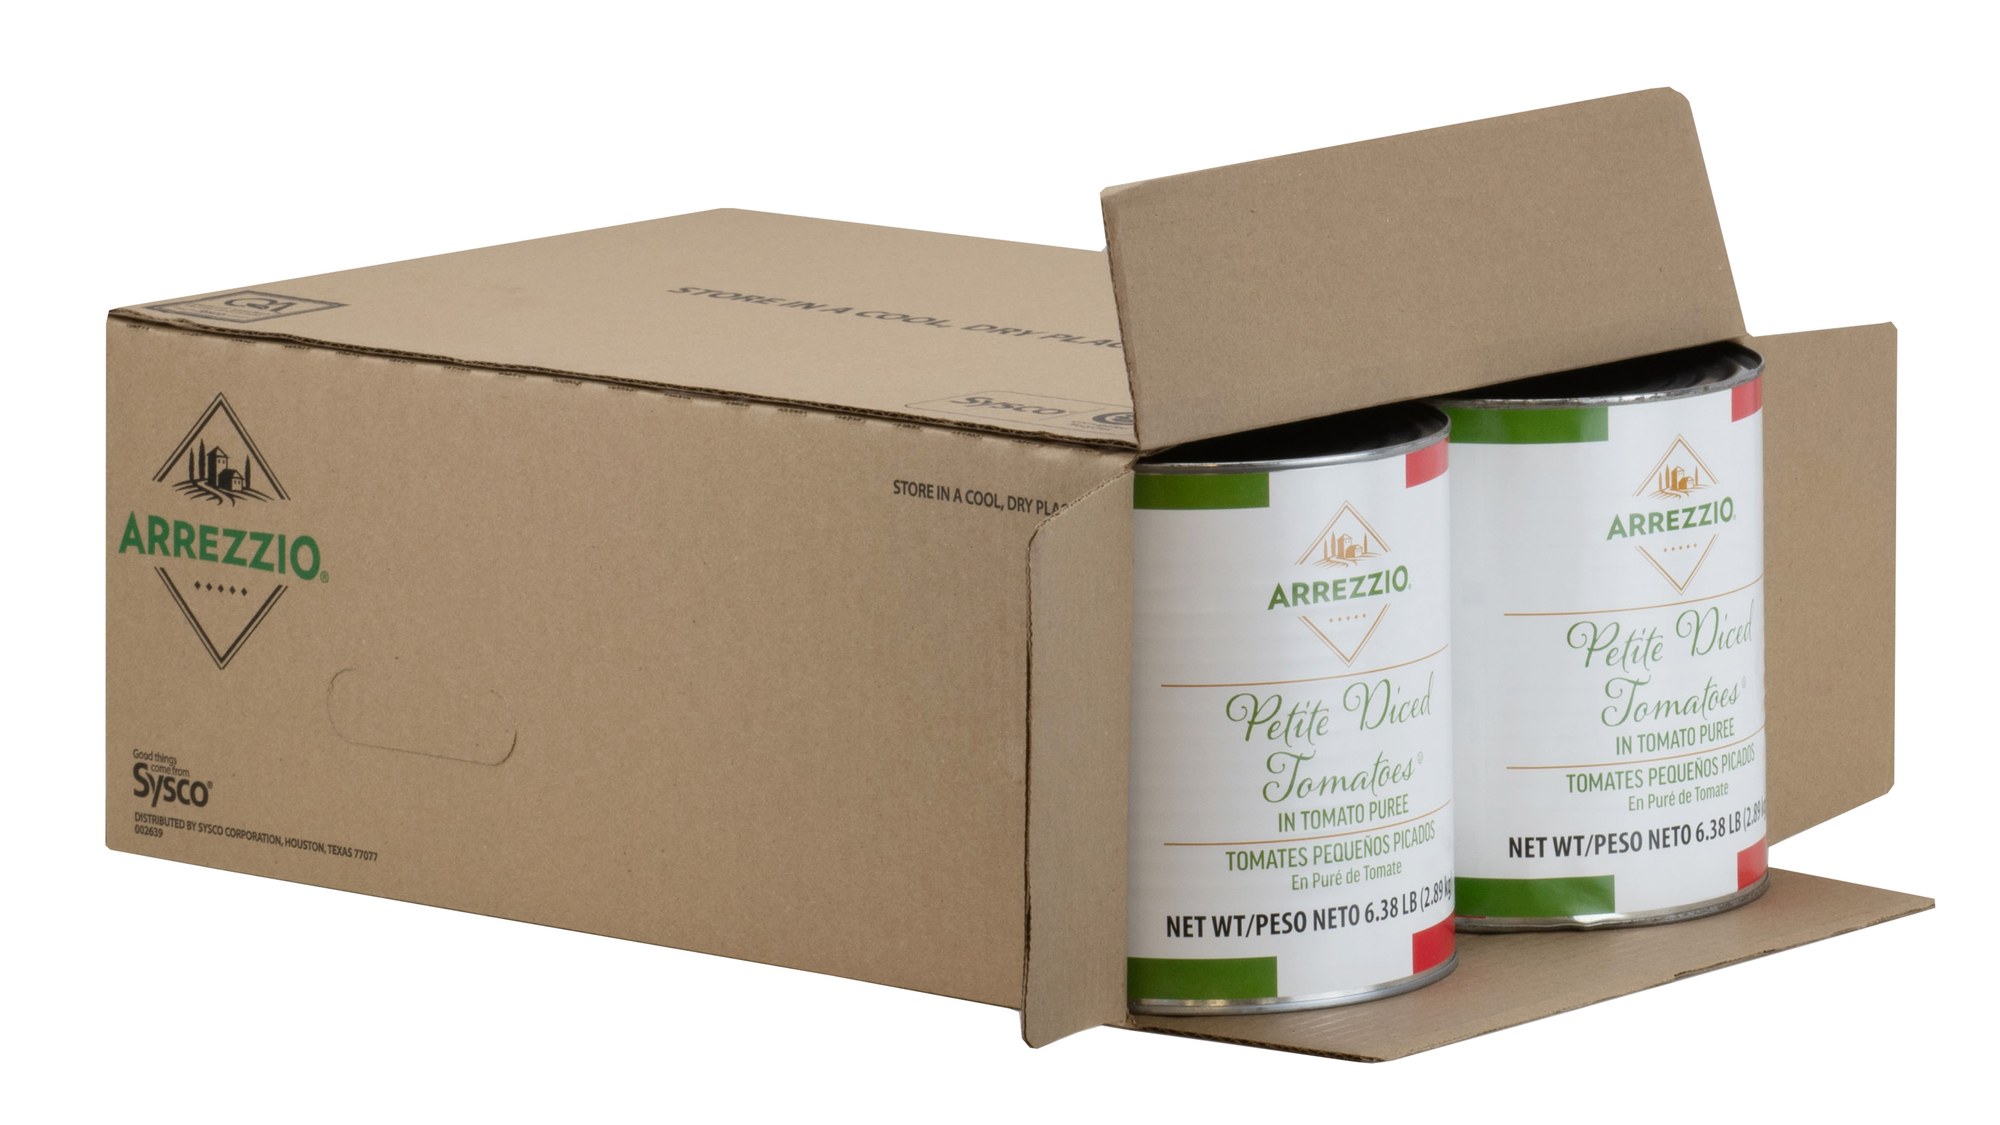 STORE IN A COOL, DRY PLAC
Sysco
ARREZZIO®
STORE IN A COOL, DRY PLA
Good things
come from
Sysco®
DISTRIBUTED BY SYSCO CORPORATION, HOUSTON, TEXAS 77077
002639
ARREZZIO®
Petite Diced
Tomatoes®
IN TOMATO PUREE
TOMATES PEQUEÑOS PICADOS
En Puré de Tomate
NET WT/PESO NETO 6.38 LB (2.89 kg)
ARREZZIO®
Petite Diced
Tomatoes®
IN TOMATO PUREE
TOMATES PEQUEÑOS PICADOS
En Puré de Tomate
NET WT/PESO NETO 6.38 LB (2.89 k